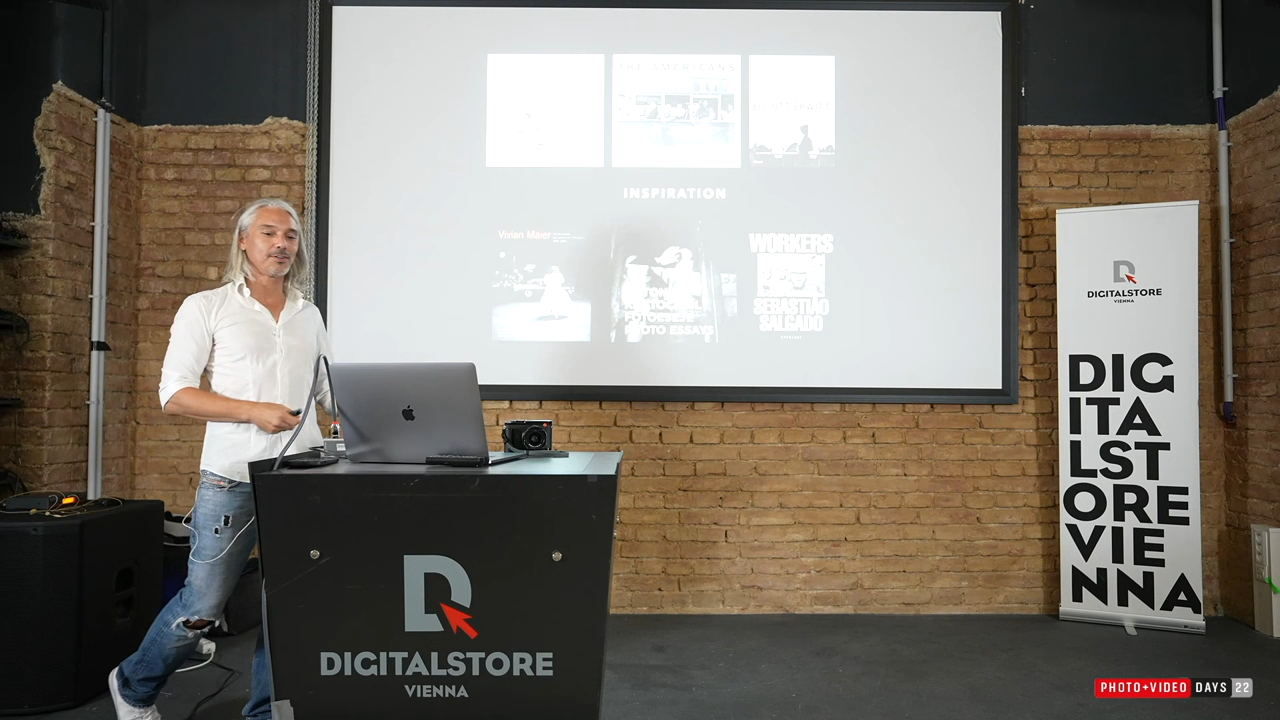 THE AMERICANS
INSPIRATION
Vivian Maier
PHOTO ESSAYS
WORKERS
SEBASTIÃO
SALGADO
DIGITALSTORE
VIENNA
DIG
ITA
LST
ORE
VIE
NNA
DIGITALSTORE
VIENNA
PHOTO+VIDEO DAYS 22